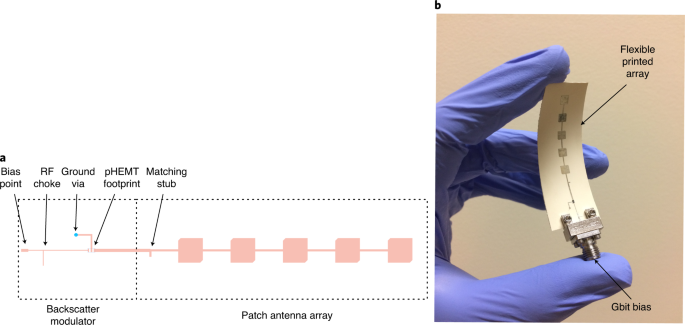 a
Bias
point
RF
choke
Ground
via
pHEMT
footprint
Matching
stub
Backscatter
modulator
Patch antenna array
b
Flexible
printed
array
Gbit bias